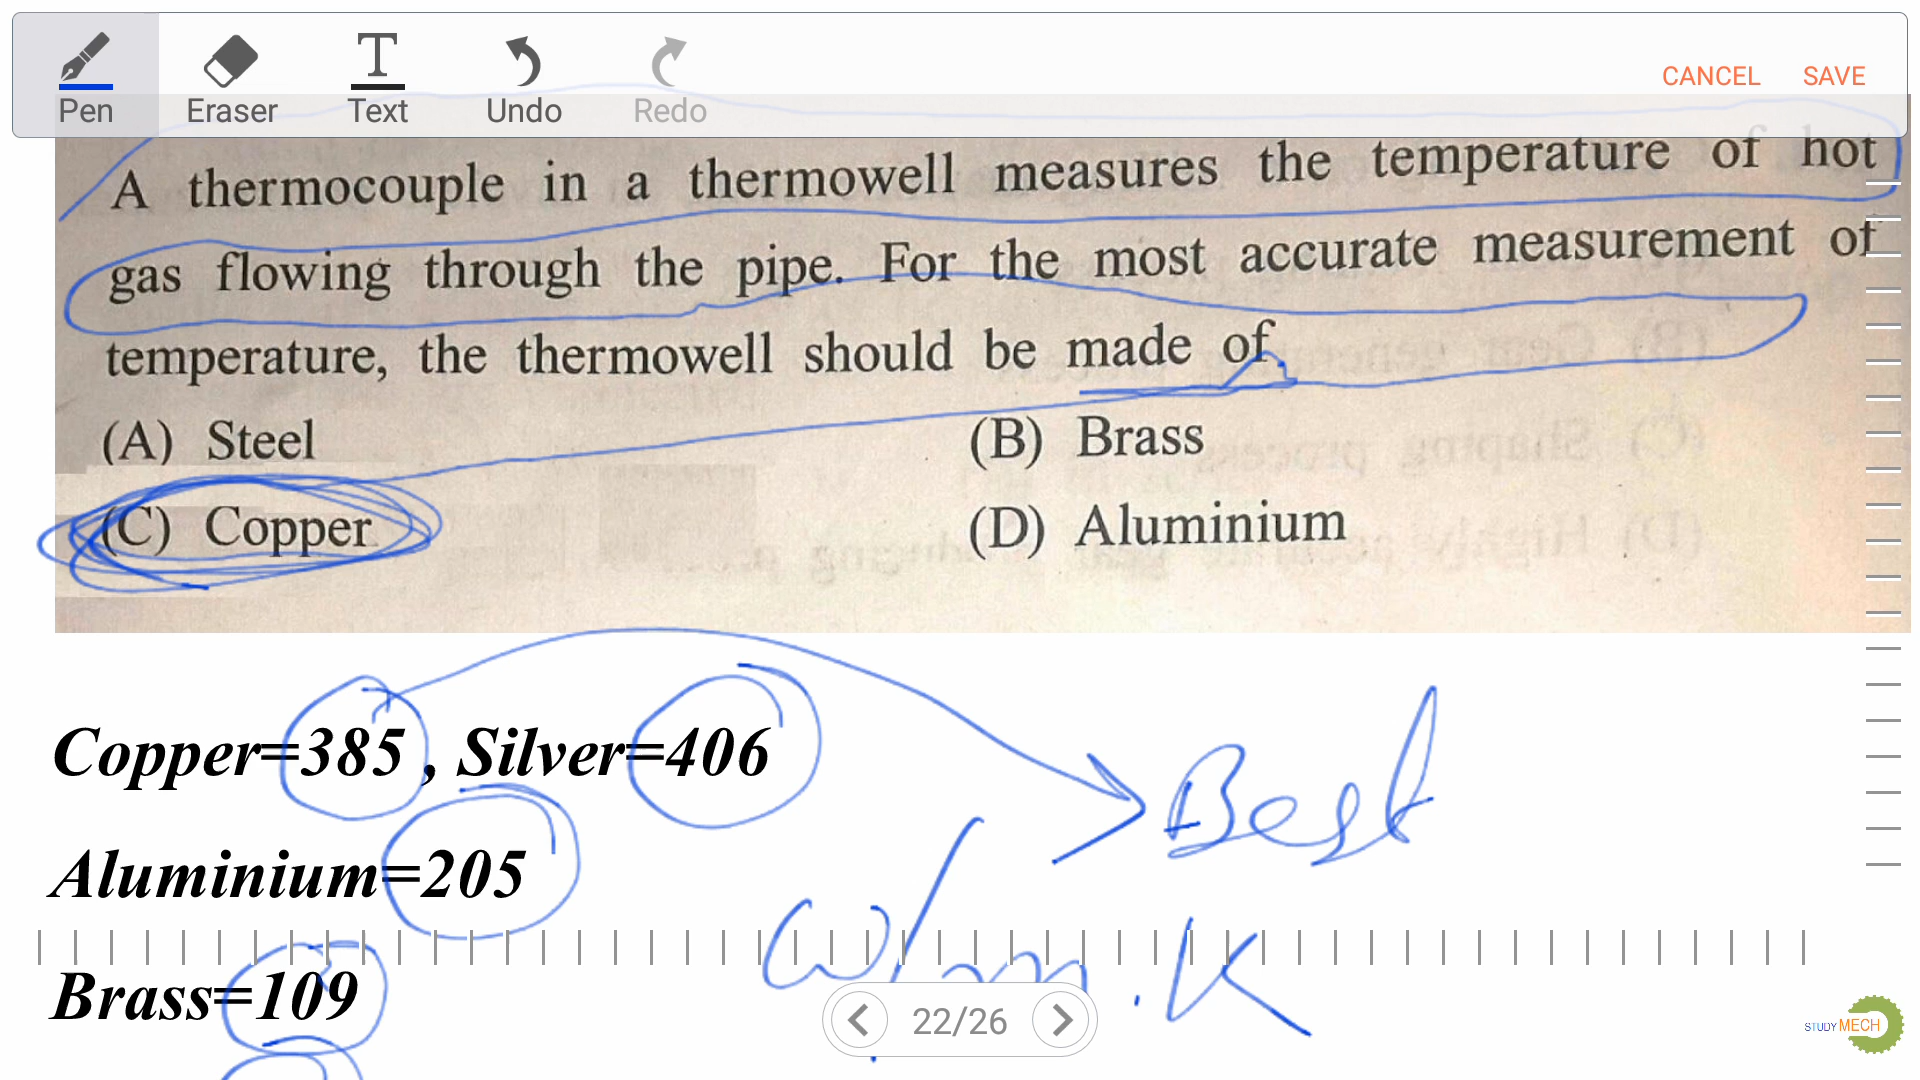 Pen Eraser Text Undo Redo CANCEL SAVE
A thermocouple in a thermowell measures the temperature of hot
gas flowing through the pipe. For the most accurate measurement of
temperature, the thermowell should be made of
(A) Steel (B) Brass
(C) Copper (D) Aluminium
Copper=385 , Silver=406
Best
Aluminium=205
W/m.K
Brass=109
22/26
STUDY MECH